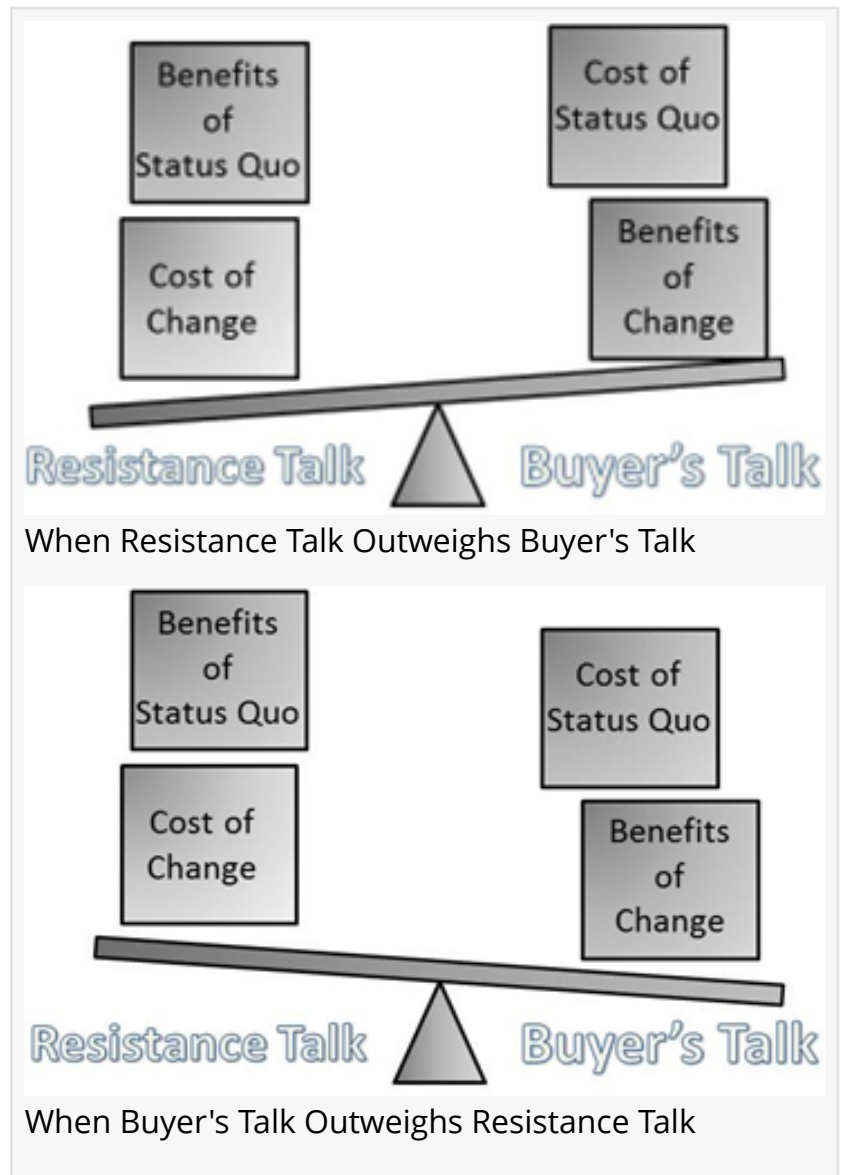 Benefits
of
Status Quo
Cost of
Change
Cost of
Status Quo
Benefits
of
Change
Resistance Talk
Buyer's Talk
When Resistance Talk Outweighs Buyer's Talk
Benefits
of
Status Quo
Cost of
Change
Cost of
Status Quo
Benefits
of
Change
Resistance Talk
Buyer's Talk
When Buyer's Talk Outweighs Resistance Talk